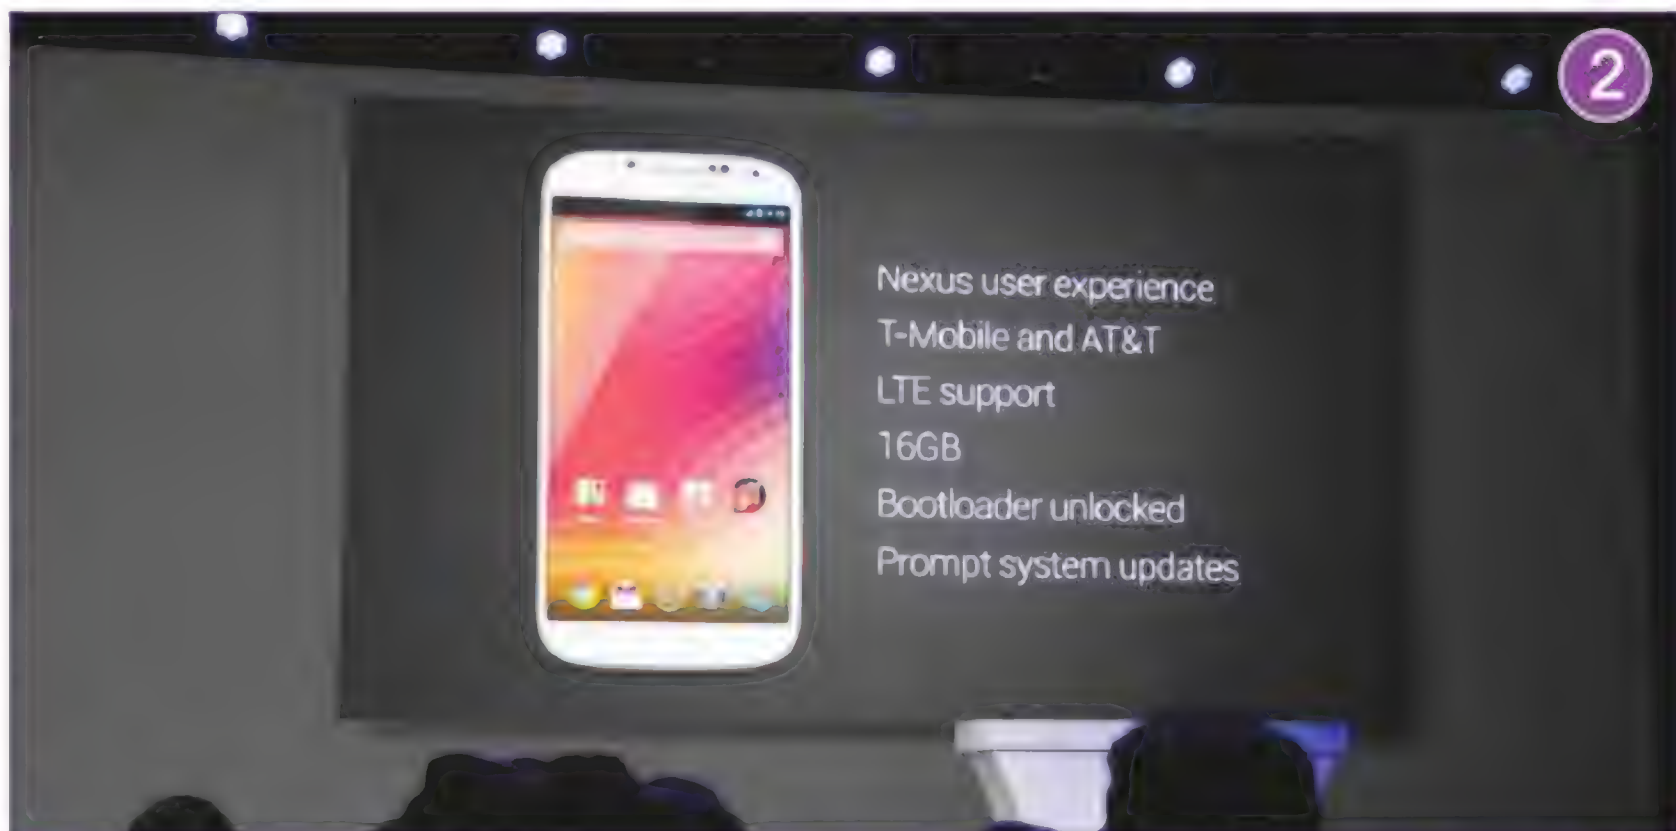 2
Nexus user experience
T-Mobile and AT&T
LTE support
16GB
Bootloader unlocked
Prompt system updates